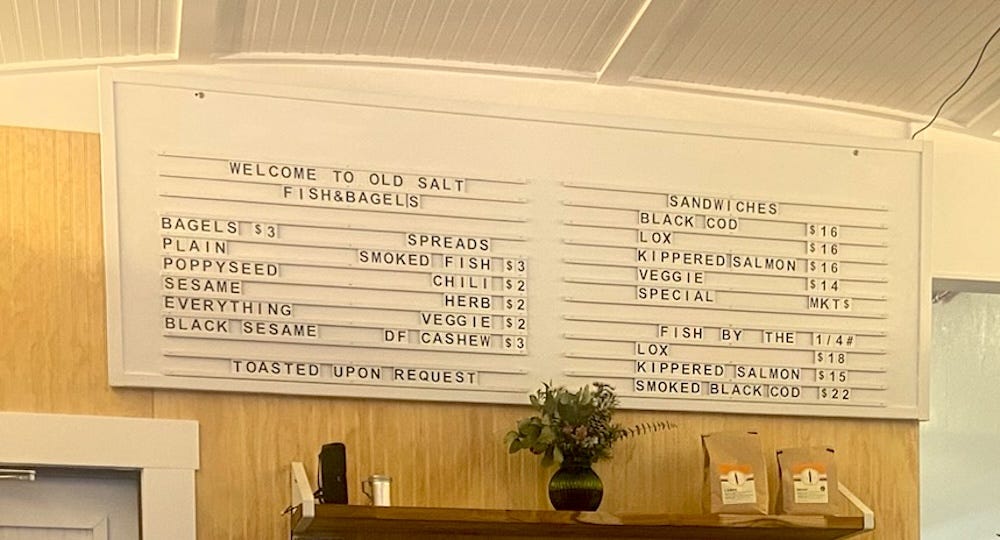 WELCOME TO OLD SALT
FISH&BAGELS
BAGELS $3
PLAIN
POPPYSEED
SESAME
EVERYTHING
BLACK SESAME
SPREADS
SMOKED FISH $3
CHILI $2
HERB $2
VEGGIE $2
DF CASHEW $3
TOASTED UPON REQUEST
SANDWICHES
BLACK COD $16
LOX $16
KIPPERED SALMON $16
VEGGIE $14
SPECIAL MKT$
FISH BY THE 1/4#
LOX $18
KIPPERED SALMON $15
SMOKED BLACK COD $22